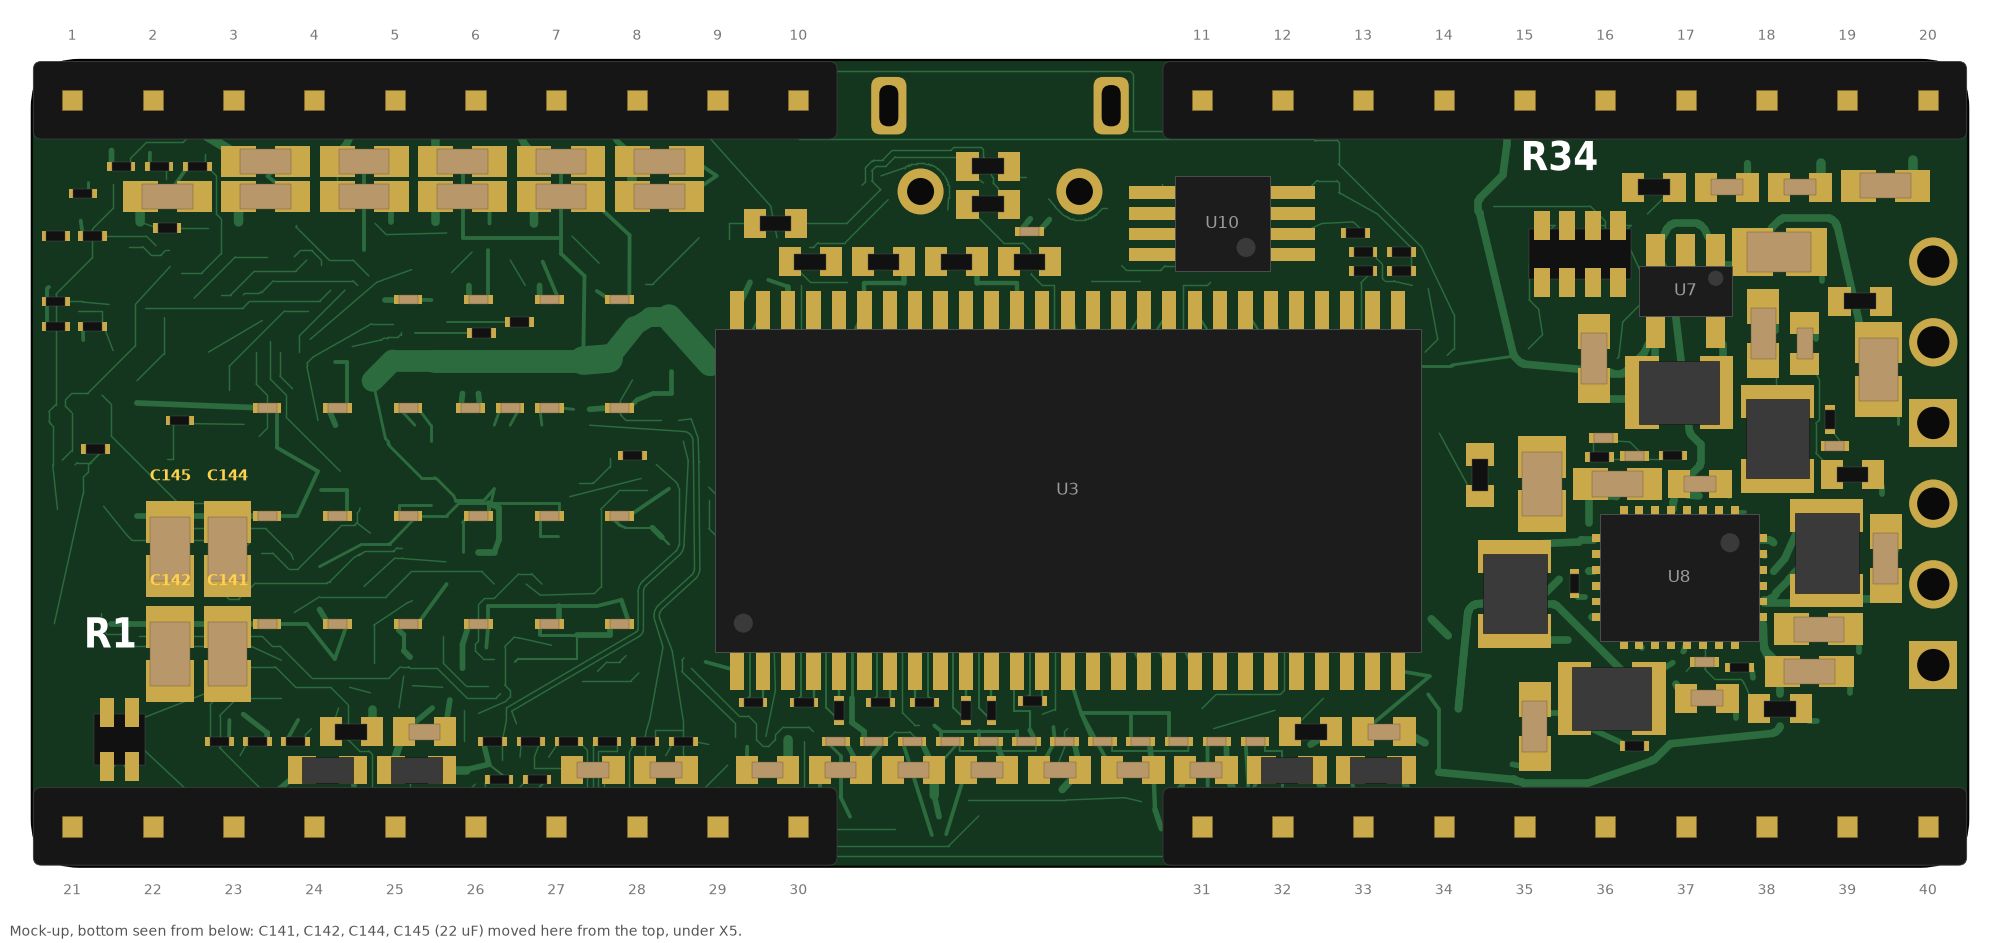 1 2 3 4 5 6 7 8 9 10 11 12 13 14 15 16 17 18 19 20
R34
U10
U7
C145 C144
U3
C142 C141
U8
R1
21 22 23 24 25 26 27 28 29 30 31 32 33 34 35 36 37 38 39 40
Mock-up, bottom seen from below: C141, C142, C144, C145 (22 uF) moved here from the top, under X5.